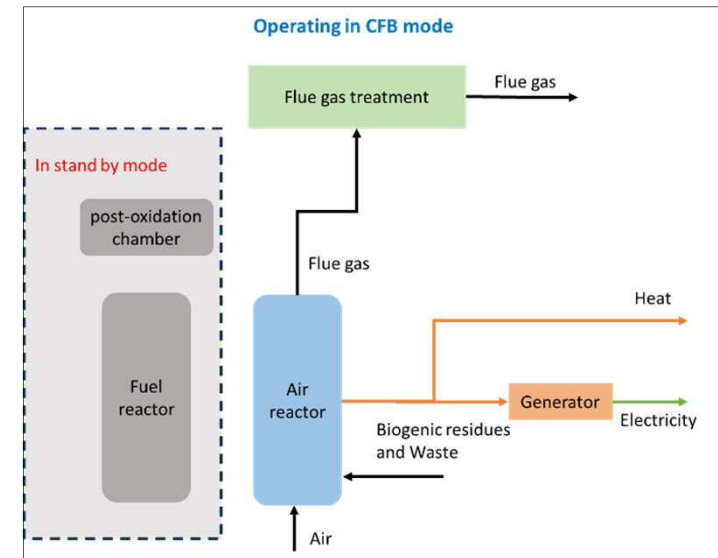 Operating in CFB mode
Flue gas treatment
Flue gas
In stand by mode
post-oxidation
chamber
Flue gas
Heat
Fuel
reactor
Air
reactor
Generator
Electricity
Biogenic residues
and Waste
Air